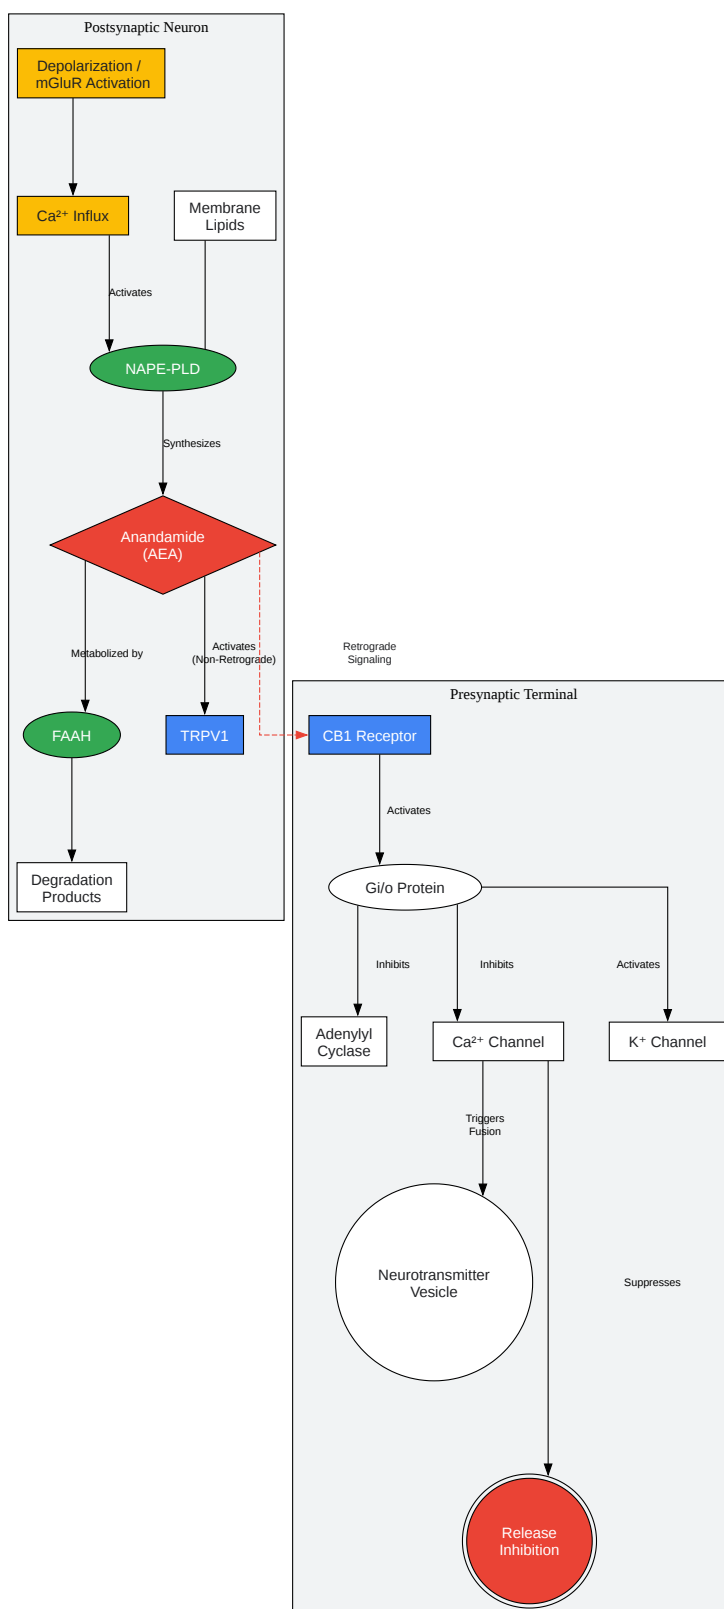 Postsynaptic Neuron
Depolarization /
mGluR Activation
Ca²⁺ Influx
Membrane
Lipids
Activates
NAPE-PLD
Synthesizes
Anandamide
(AEA)
Metabolized by
Activates
(Non-Retrograde)
Retrograde
Signaling
FAAH
TRPV1
Degradation
Products
Presynaptic Terminal
CB1 Receptor
Activates
Gi/o Protein
Inhibits
Inhibits
Activates
Adenylyl
Cyclase
Ca²⁺ Channel
K⁺ Channel
Triggers
Fusion
Neurotransmitter
Vesicle
Suppresses
Release
Inhibition